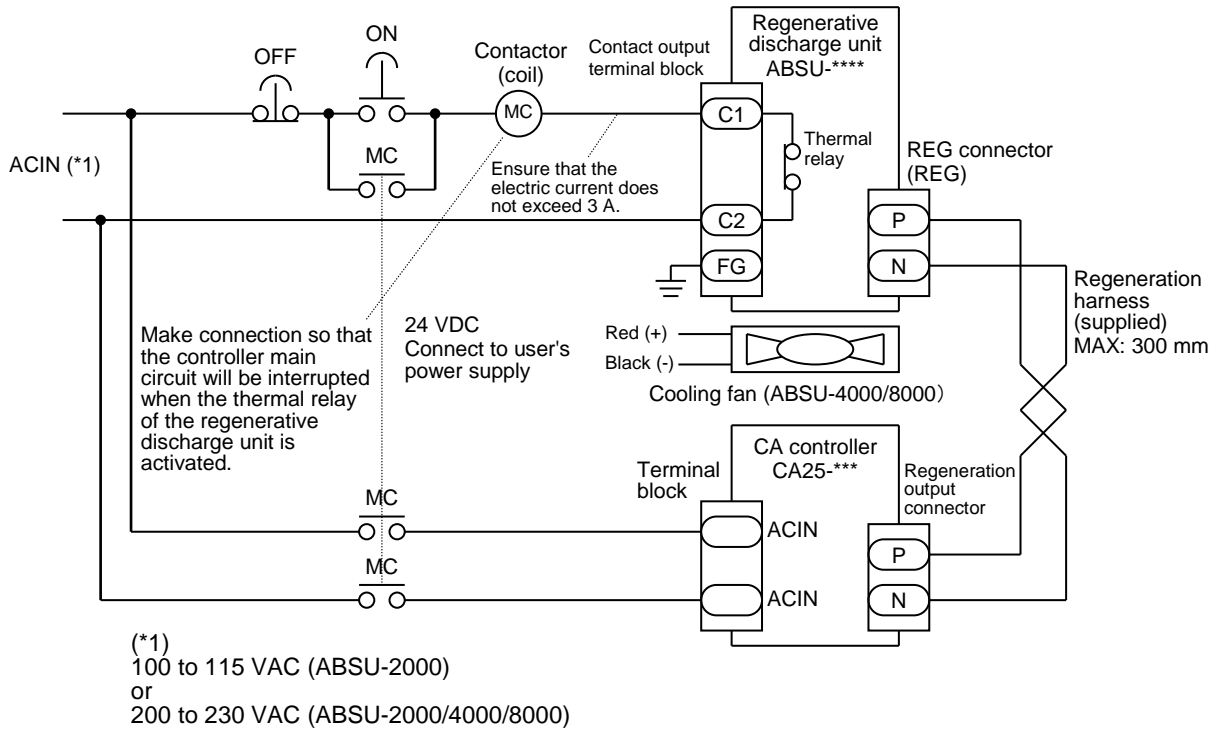 OFF
ON
Contactor
(coil)
MC
Contact output
terminal block
Regenerative
discharge unit
ABSU-****
C1
Thermal
relay
REG connector
(REG)
ACIN (*1)
MC
Ensure that the
electric current does
not exceed 3 A.
C2
FG
P
N
Regeneration
harness
(supplied)
MAX: 300 mm
Make connection so that
the controller main
circuit will be interrupted
when the thermal relay
of the regenerative
discharge unit is
activated.
24 VDC
Connect to user's
power supply
Red (+)
Black (-)
Cooling fan (ABSU-4000/8000)
CA controller
CA25-***
Terminal
block
Regeneration
output
connector
MC
ACIN
P
MC
ACIN
N
(*1)
100 to 115 VAC (ABSU-2000)
or
200 to 230 VAC (ABSU-2000/4000/8000)